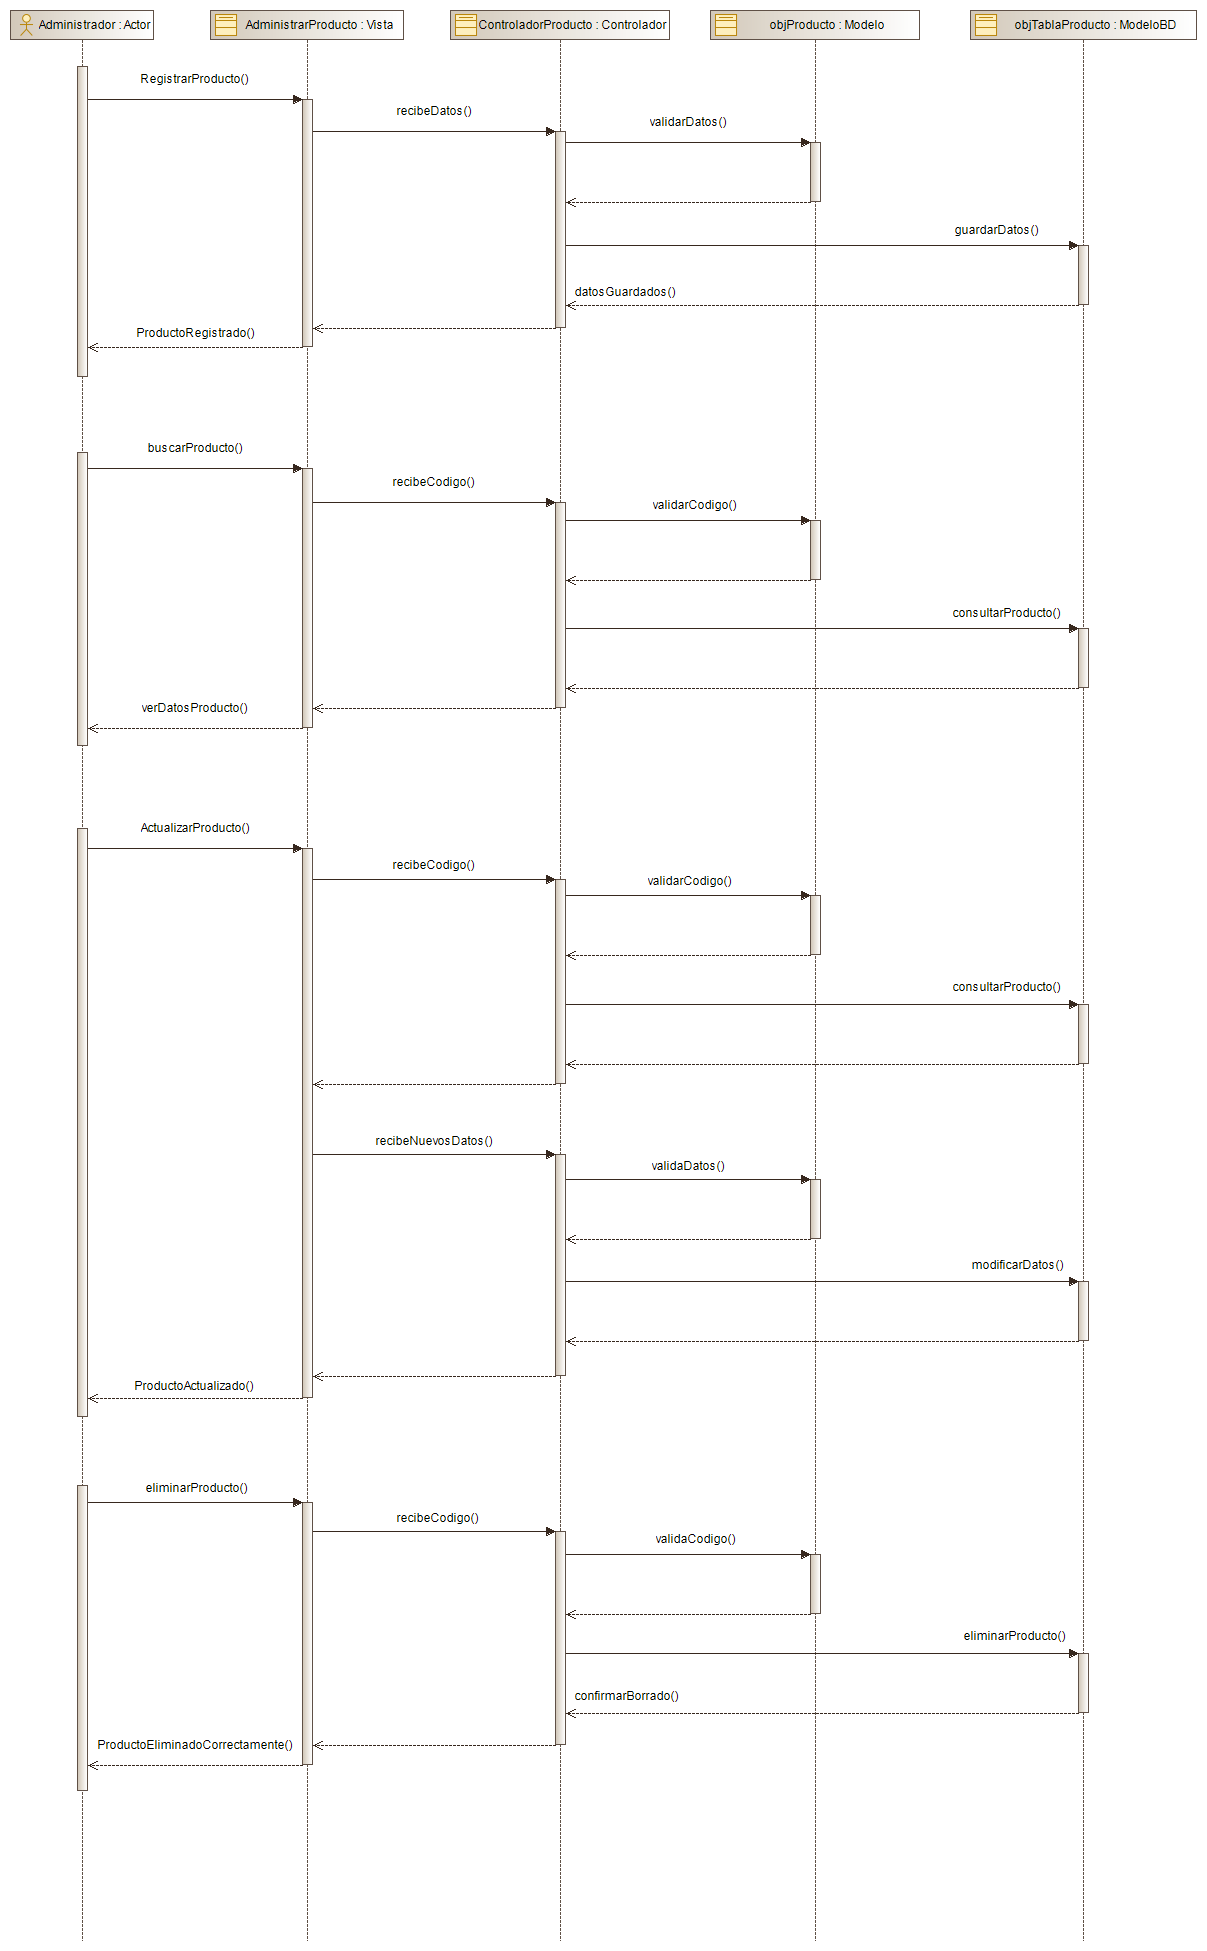 Administrador : Actor
AdministrarProducto : Vista
ControladorProducto : Controlador
objProducto : Modelo
objTablaProducto : ModeloBD
RegistrarProducto()
recibeDatos()
validarDatos()
guardarDatos()
datosGuardados()
ProductoRegistrado()
buscarProducto()
recibeCodigo()
validarCodigo()
consultarProducto()
verDatosProducto()
ActualizarProducto()
recibeCodigo()
validarCodigo()
consultarProducto()
recibeNuevosDatos()
validaDatos()
modificarDatos()
ProductoActualizado()
eliminarProducto()
recibeCodigo()
validaCodigo()
eliminarProducto()
confirmarBorrado()
ProductoEliminadoCorrectamente()